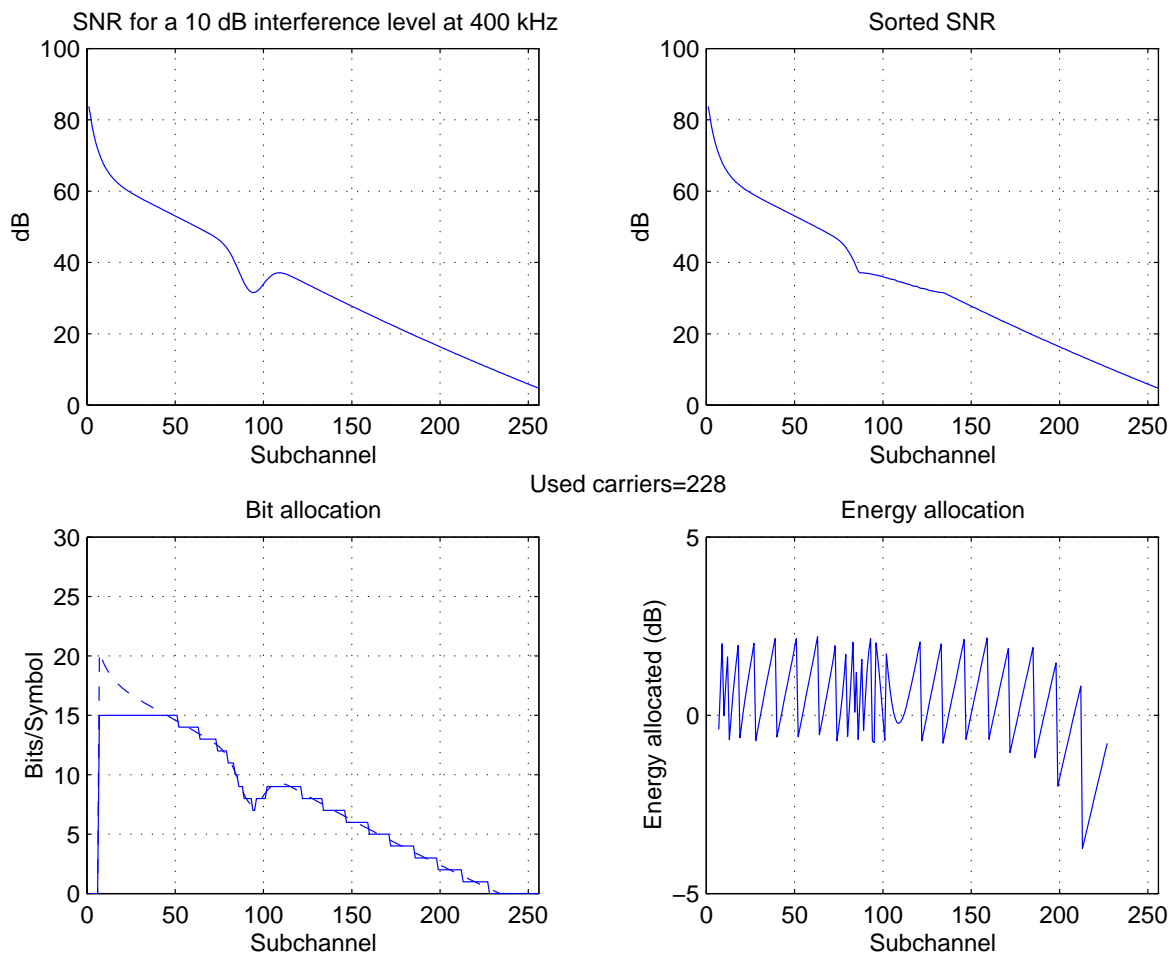 SNR for a 10 dB interference level at 400 kHz
100
80
60
40
20
0
dB
0 50 100 150 200 250
Subchannel
Sorted SNR
100
80
60
40
20
0
dB
0 50 100 150 200 250
Subchannel
Used carriers=228
Bit allocation
30
25
20
15
10
5
0
Bits/Symbol
0 50 100 150 200 250
Subchannel
Energy allocation
5
0
−5
Energy allocated (dB)
0 50 100 150 200 250
Subchannel